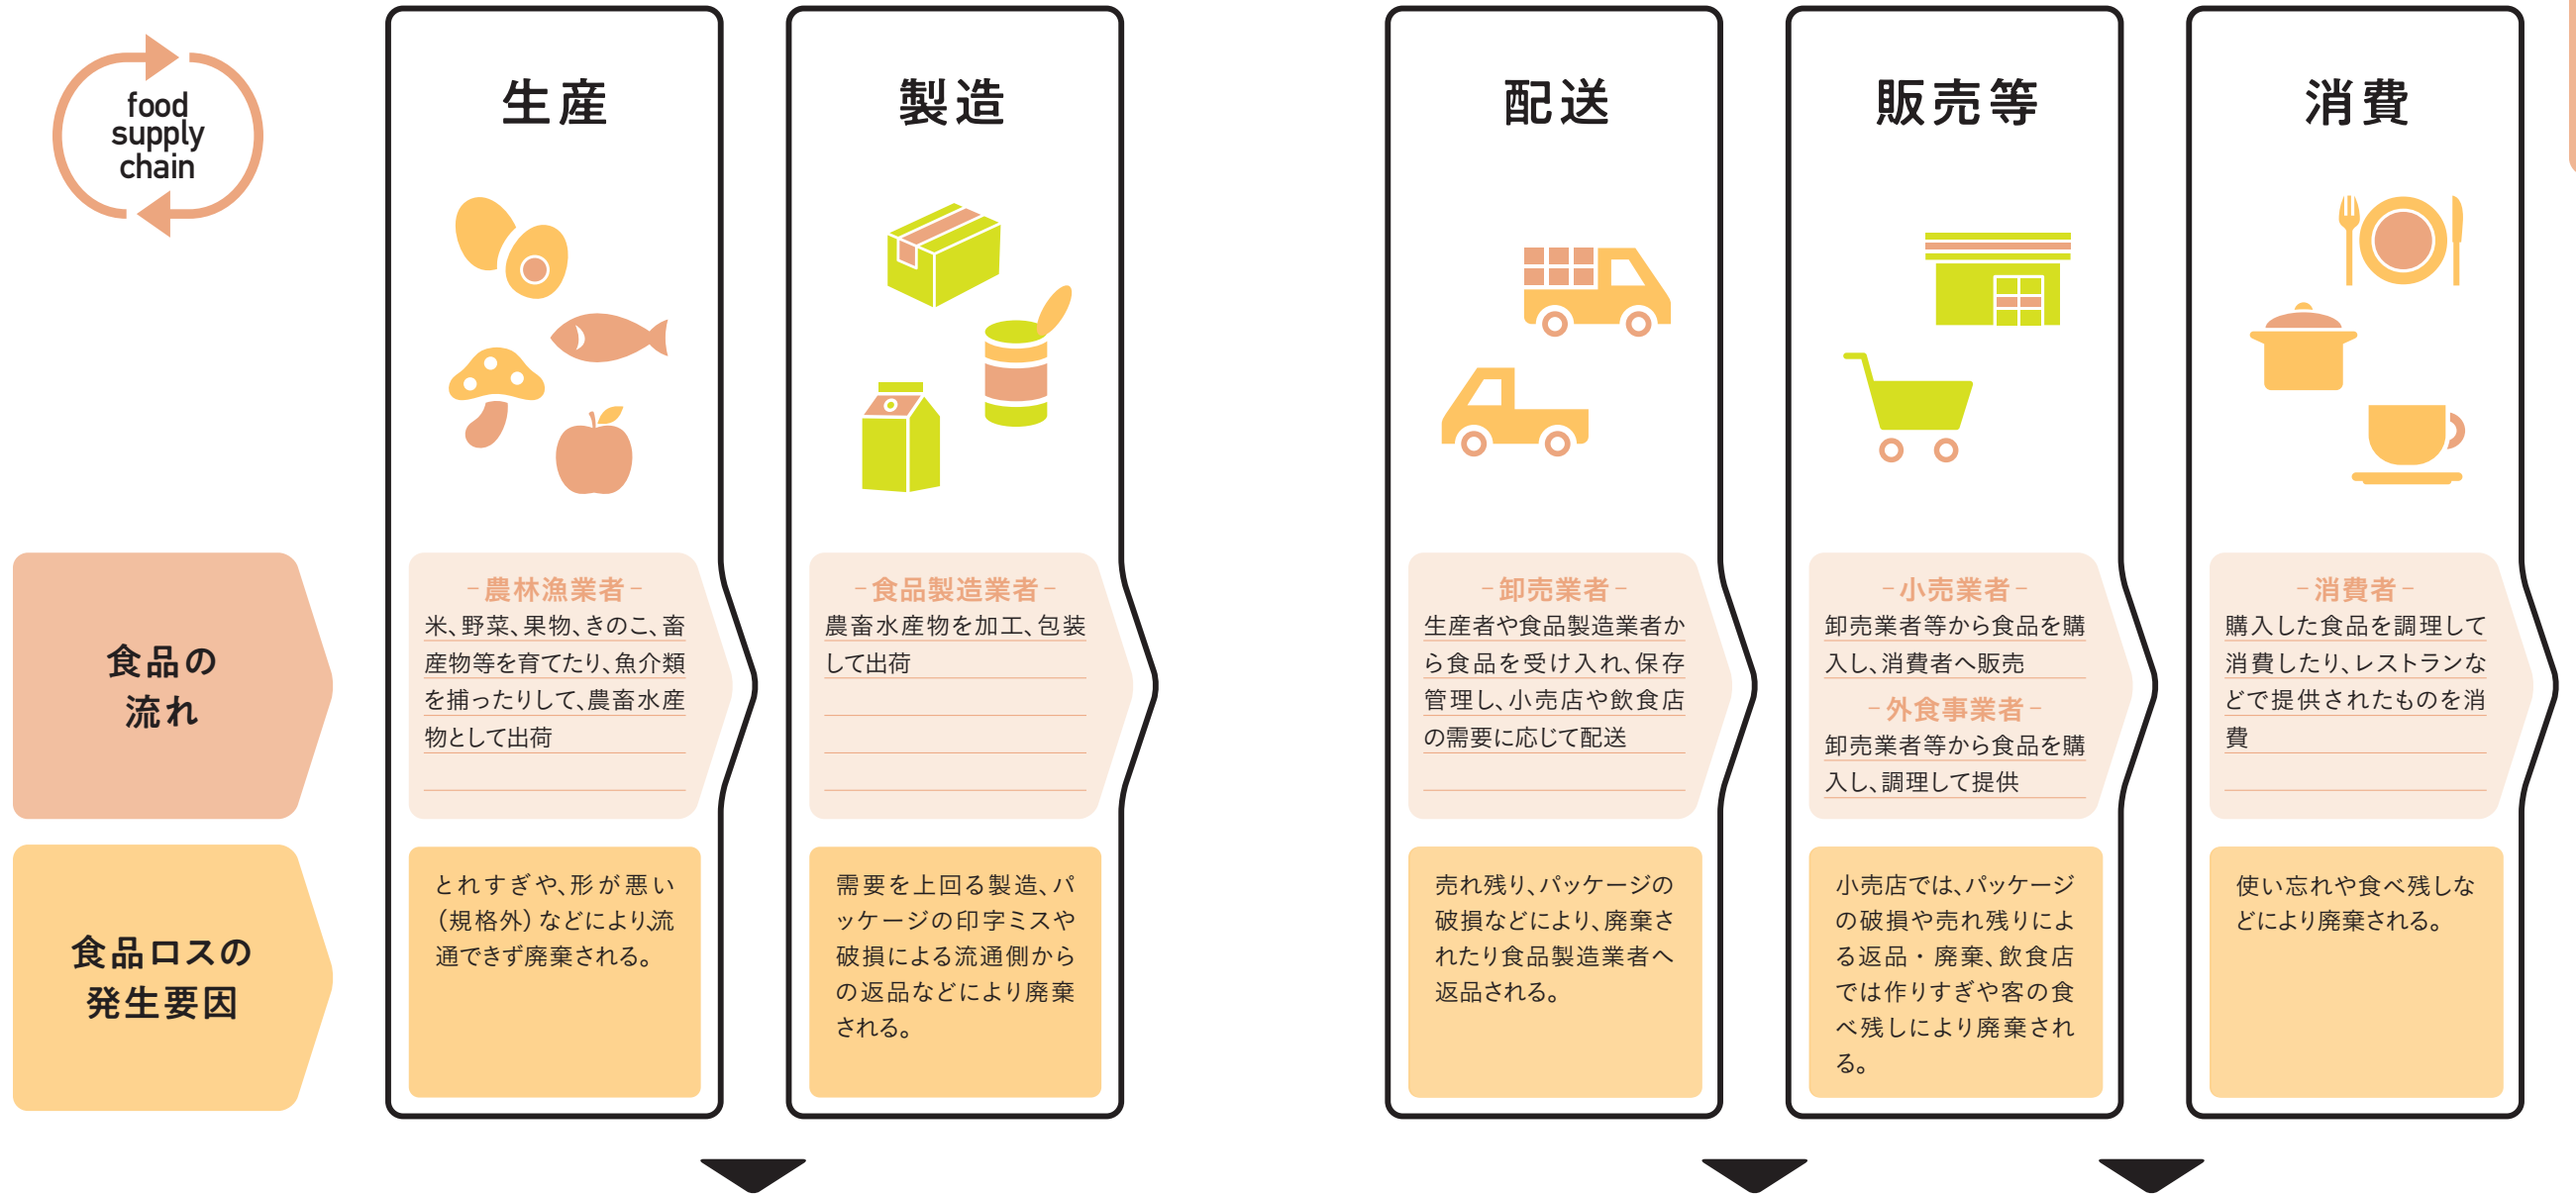 food
supply
chain
食品の
流れ
食品ロスの
発生要因
生産
－農林漁業者－
米、野菜、果物、きのこ、畜
産物等を育てたり、魚介類
を捕ったりして、農畜水産
物として出荷
とれすぎや、形が悪い
（規格外）などにより、流
通できず廃棄される。
製造
－食品製造業者－
農畜水産物を加工、包装
して出荷
需要を上回る製造、パ
ッケージの印字ミスや
破損による流通側から
の返品などにより廃棄
される。
配送
－卸売業者－
生産者や食品製造業者か
ら食品を受け入れ、保存
管理し、小売店や飲食店
の需要に応じて配送
売れ残り、パッケージの
破損などにより、廃棄さ
れたり食品製造業者へ
返品される。
販売等
－小売業者－
卸売業者等から食品を購
入し、消費者へ販売
－外食事業者－
卸売業者等から食品を購
入し、調理して提供
小売店では、パッケージ
の破損や売れ残りによ
る返品・廃棄、飲食店
では作りすぎや客の食
べ残しにより廃棄され
る。
消費
－消費者－
購入した食品を調理して
消費したり、レストランな
どで提供されたものを消
費
使い忘れや食べ残しな
どにより廃棄される。